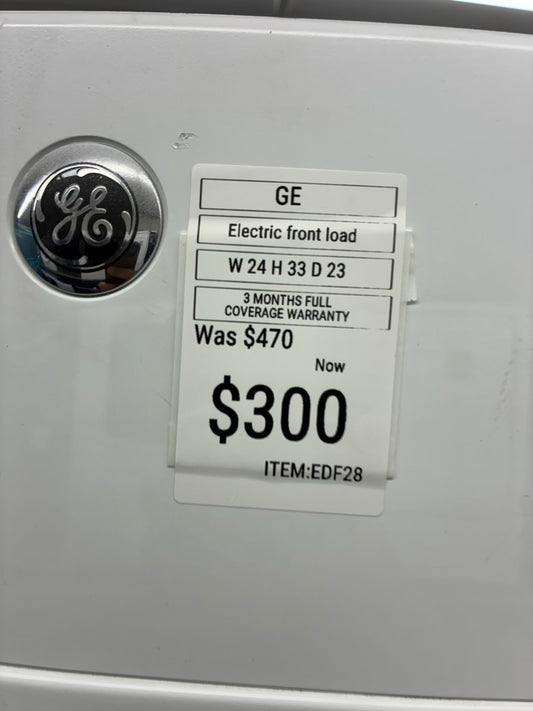 GE
GE
Electric front load
W 24 H 33 D 23
3 MONTHS FULL
COVERAGE WARRANTY
Was $470
Now
$300
ITEM:EDF28